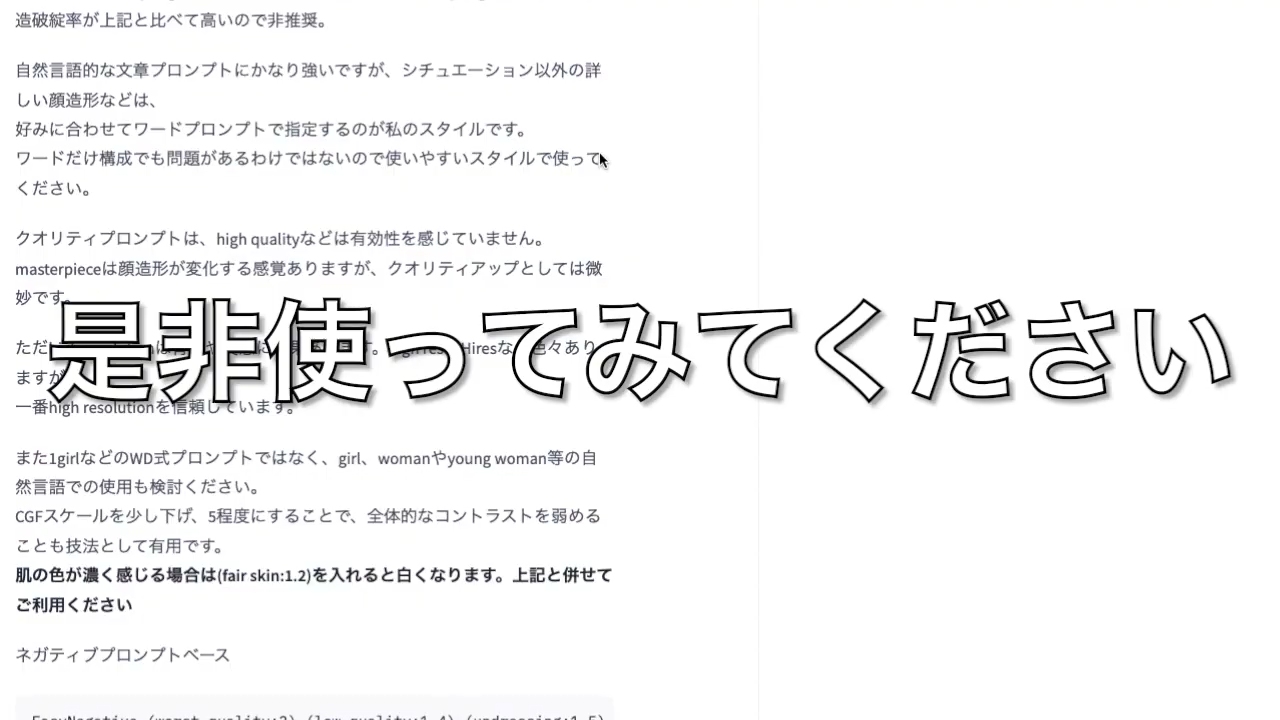 造破綻率が上記と比べて高いので非推奨。
自然言語的な文章プロンプトにかなり強いですが、シチュエーション以外の詳
しい顔造形などは、
好みに合わせてワードプロンプトで指定するのが私のスタイルです。
ワードだけ構成でも問題があるわけではないので使いやすいスタイルで使って
ください。
クオリティプロンプトは、high qualityなどは有効性を感じていません。
masterpieceは顔造形が変化する感覚ありますが、クオリティアップとしては微
妙です。
是非使ってみてください
ただ
Hiresな 色々あり
ますが
一番high resolutionを信頼しています。
また1girlなどのWD式プロンプトではなく、girl、womanやyoung woman等の自
然言語での使用も検討ください。
CGFスケールを少し下げ、5程度にすることで、全体的なコントラストを弱める
ことも技法として有用です。
肌の色が濃く感じる場合は(fair skin:1.2)を入れると白くなります。上記と併せて
ご利用ください
ネガティブプロンプトベース